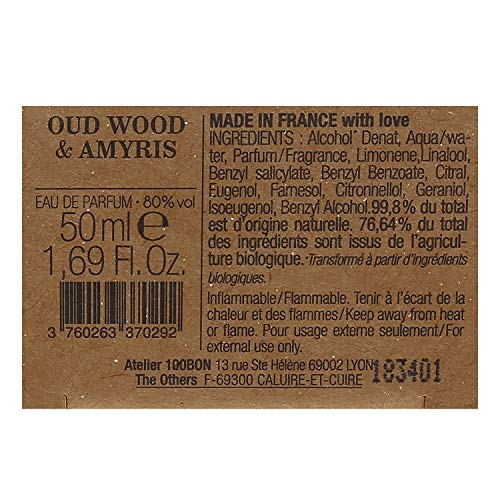 OUD WOOD
& AMYRIS
EAU DE PARFUM • 80% vol
50 ml e
1,69 Fl.Oz.
3 760263 370292
MADE IN FRANCE with love
INGREDIENTS : Alcohol* Denat, Aqua/wa-
ter, Parfum/Fragrance, Limonene,Linalool,
Benzyl salicylate, Benzyl Benzoate, Citral,
Eugenol, Farnesol, Citronnellol, Geraniol,
Isoeugenol, Benzyl Alcohol.99,8% du total
est d'origine naturelle. 76,64% du total
des ingrédients sont issus de l'agricul-
ture biologique.*(Transformé à partir d'ingrédients
biologiques.)
Inflammable/Flammable. Tenir à l'écart de la
chaleur et des flammes/Keep away from heat
or flame. Pour usage externe seulement/For
external use only.
Atelier 100BON 13 rue Ste Hélène 69002 LYON
The Others F-69300 CALUIRE-ET-CUIRE
183401